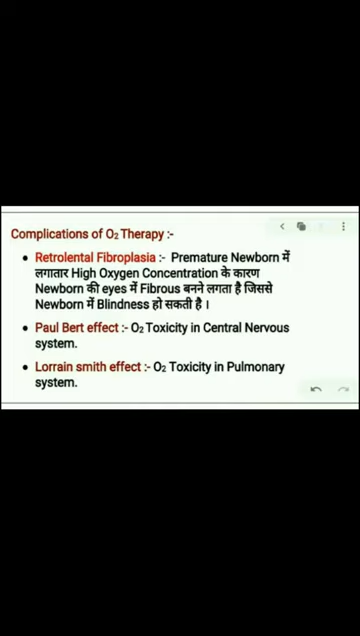 Complications of O₂ Therapy :-
• Retrolental Fibroplasia :- Premature Newborn में
लगातार High Oxygen Concentration के कारण
Newborn की eyes में Fibrous बनने लगता है जिससे
Newborn में Blindness हो सकती है ।
• Paul Bert effect :- O₂ Toxicity in Central Nervous
system.
• Lorrain smith effect :- O₂ Toxicity in Pulmonary
system.